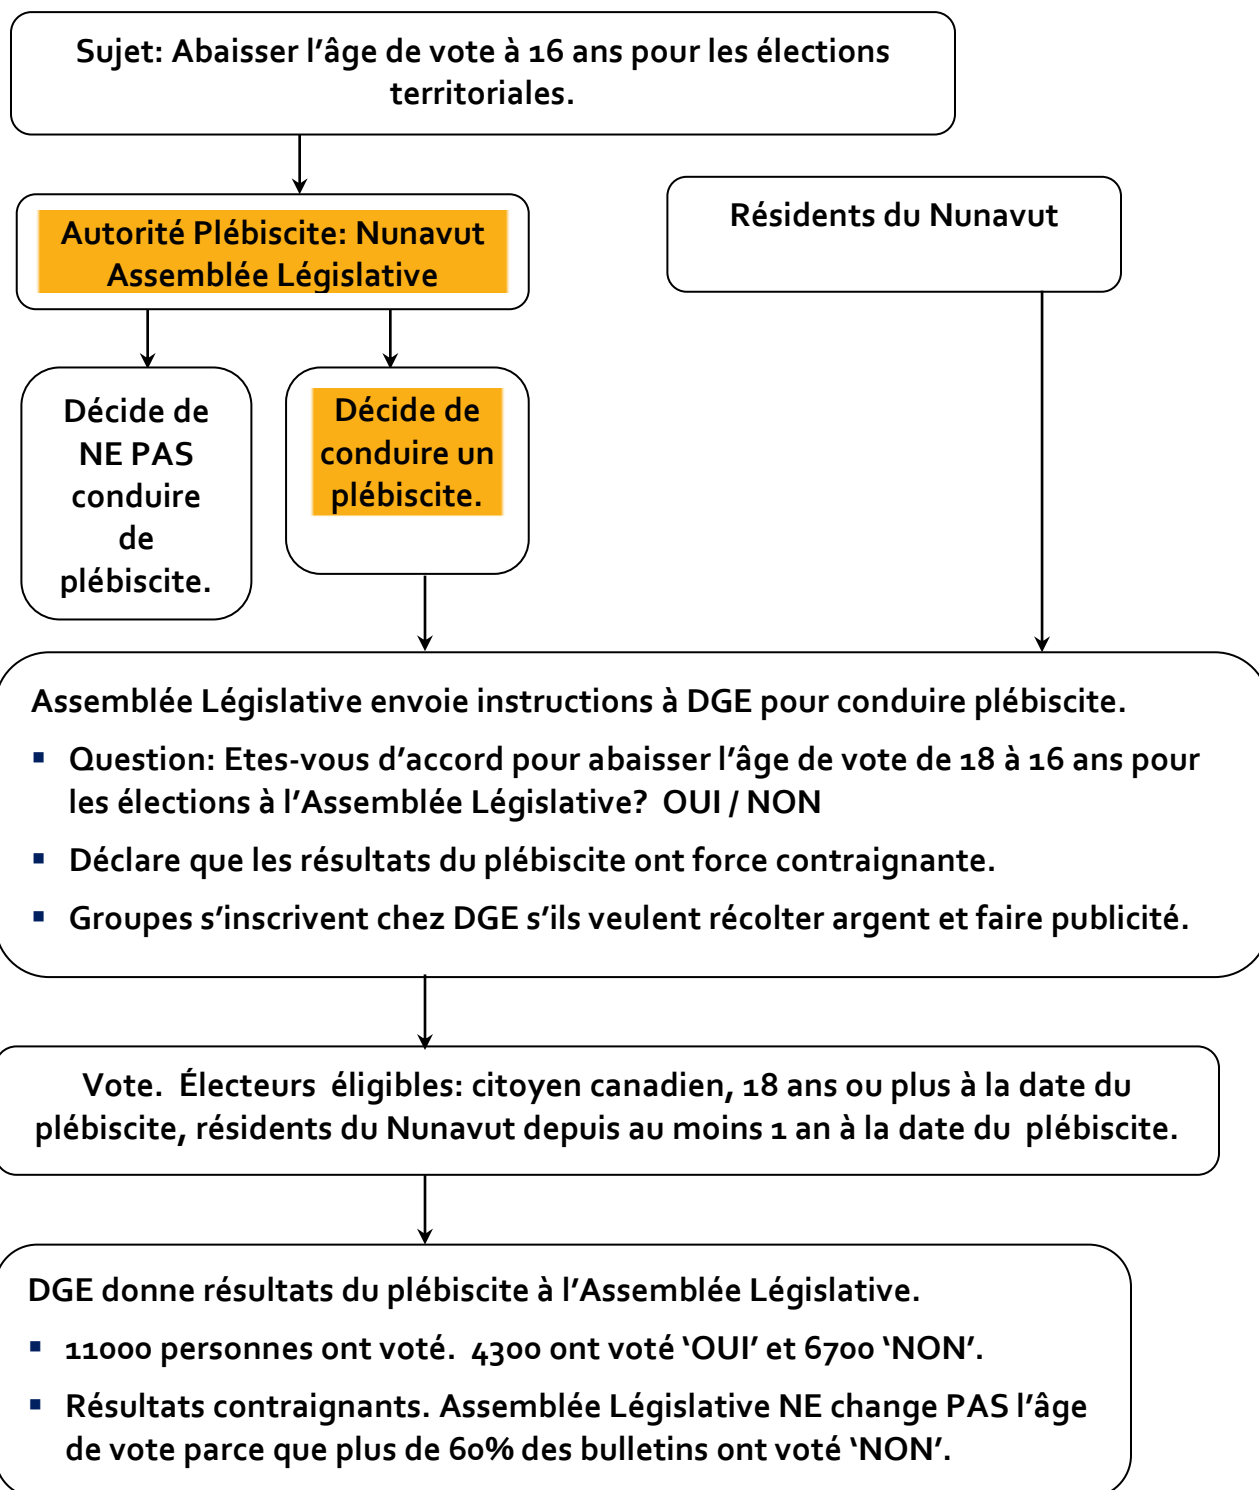 Sujet: Abaisser l’âge de vote à 16 ans pour les élections
territoriales.
Autorité Plébiscite: Nunavut
Assemblée Législative
Résidents du Nunavut
Décide de
NE PAS
conduire
de
plébiscite.
Décide de
conduire un
plébiscite.
Assemblée Législative envoie instructions à DGE pour conduire plébiscite.
▪ Question: Etes-vous d’accord pour abaisser l’âge de vote de 18 à 16 ans pour
les élections à l’Assemblée Législative? OUI / NON
▪ Déclare que les résultats du plébiscite ont force contraignante.
▪ Groupes s’inscrivent chez DGE s’ils veulent récolter argent et faire publicité.
Vote. Électeurs éligibles: citoyen canadien, 18 ans ou plus à la date du
plébiscite, résidents du Nunavut depuis au moins 1 an à la date du plébiscite.
DGE donne résultats du plébiscite à l’Assemblée Législative.
▪ 11000 personnes ont voté. 4300 ont voté ‘OUI’ et 6700 ‘NON’.
▪ Résultats contraignants. Assemblée Législative NE change PAS l’âge
de vote parce que plus de 60% des bulletins ont voté ‘NON’.